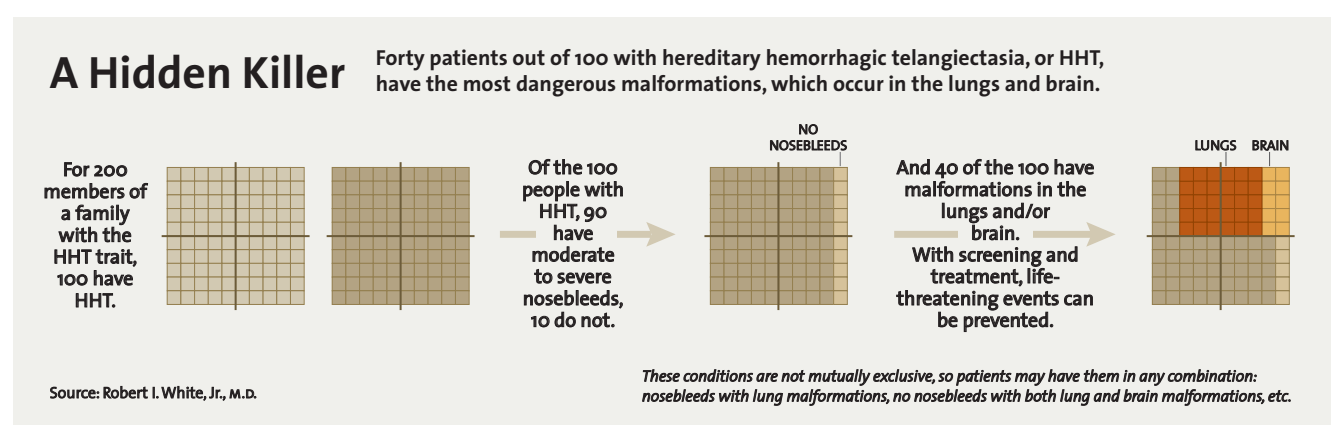 A Hidden Killer
Forty patients out of 100 with hereditary hemorrhagic telangiectasia, or HHT,
have the most dangerous malformations, which occur in the lungs and brain.
For 200
members of
a family
with the
HHT trait,
100 have
HHT.
Of the 100
people with
HHT, 90
have
moderate
to severe
nosebleeds,
10 do not.
NO
NOSEBLEEDS
And 40 of the 100 have
malformations in the
lungs and/or
brain.
With screening and
treatment, life-
threatening events can
be prevented.
LUNGS BRAIN
Source: Robert I. White, Jr., M.D.
These conditions are not mutually exclusive, so patients may have them in any combination:
nosebleeds with lung malformations, no nosebleeds with both lung and brain malformations, etc.